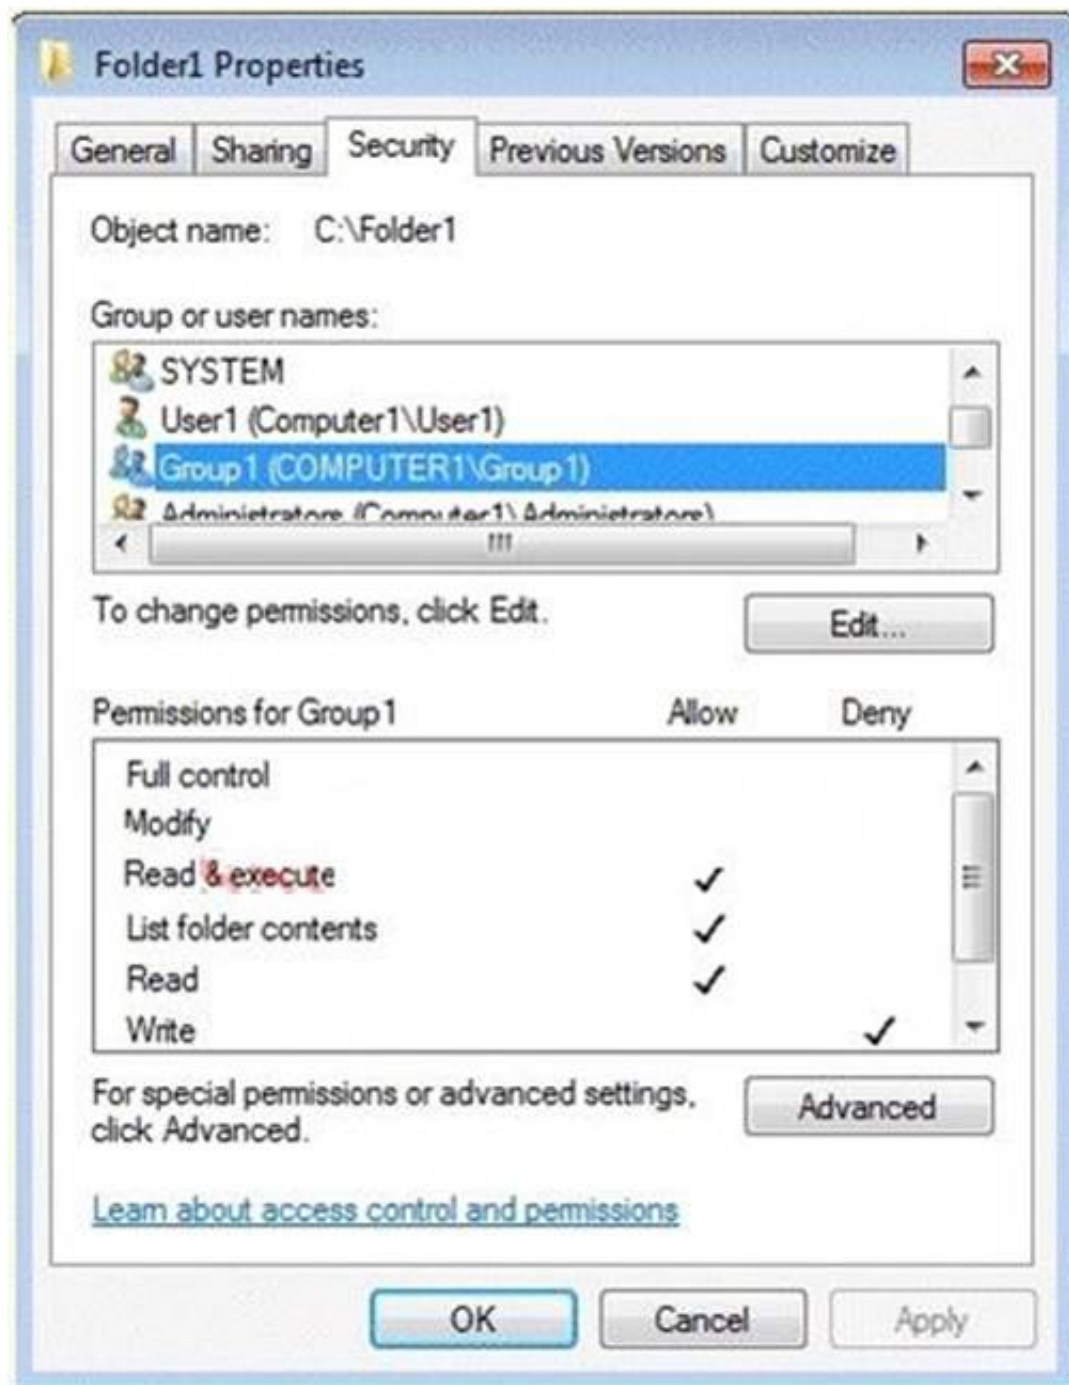 Folder1 Properties
General Sharing Security Previous Versions Customize
Object name: C:\Folder1
Group or user names:
SYSTEM
User1 (Computer1\User1)
Group1 (COMPUTER1\Group1)
Administrators (Computer1\Administrators)
To change permissions, click Edit.
Edit...
Permissions for Group1 Allow Deny
Full control
Modify
Read & execute
List folder contents
Read
Write
For special permissions or advanced settings,
click Advanced.
Advanced
Learn about access control and permissions
OK Cancel Apply